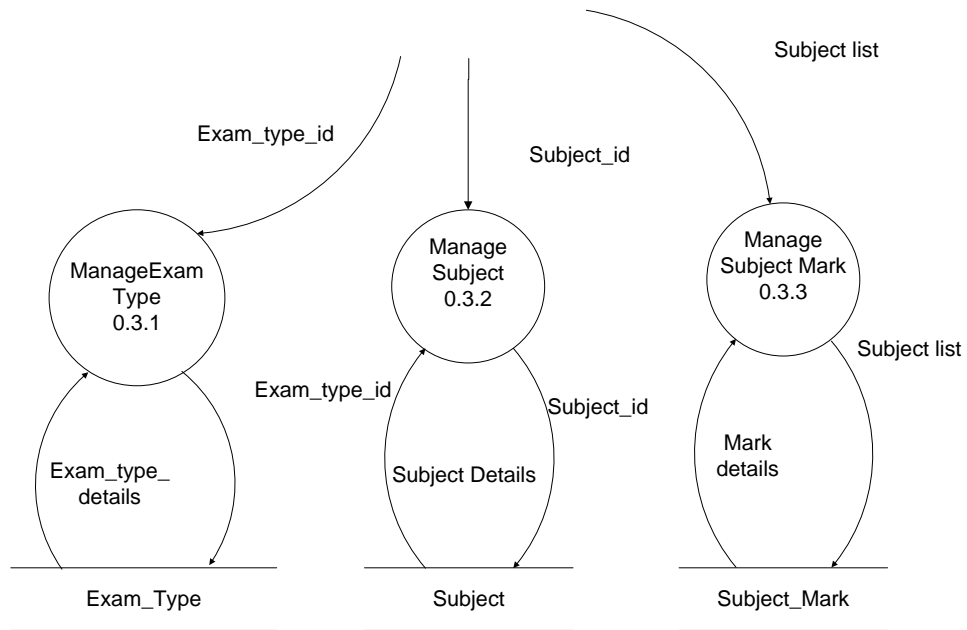 Subject list
Exam_type_id
Subject_id
ManageExam
Type
0.3.1
Manage
Subject
0.3.2
Manage
Subject Mark
0.3.3
Subject list
Exam_type_id
Subject_id
Exam_type_
details
Subject Details
Mark
details
Exam_Type
Subject
Subject_Mark